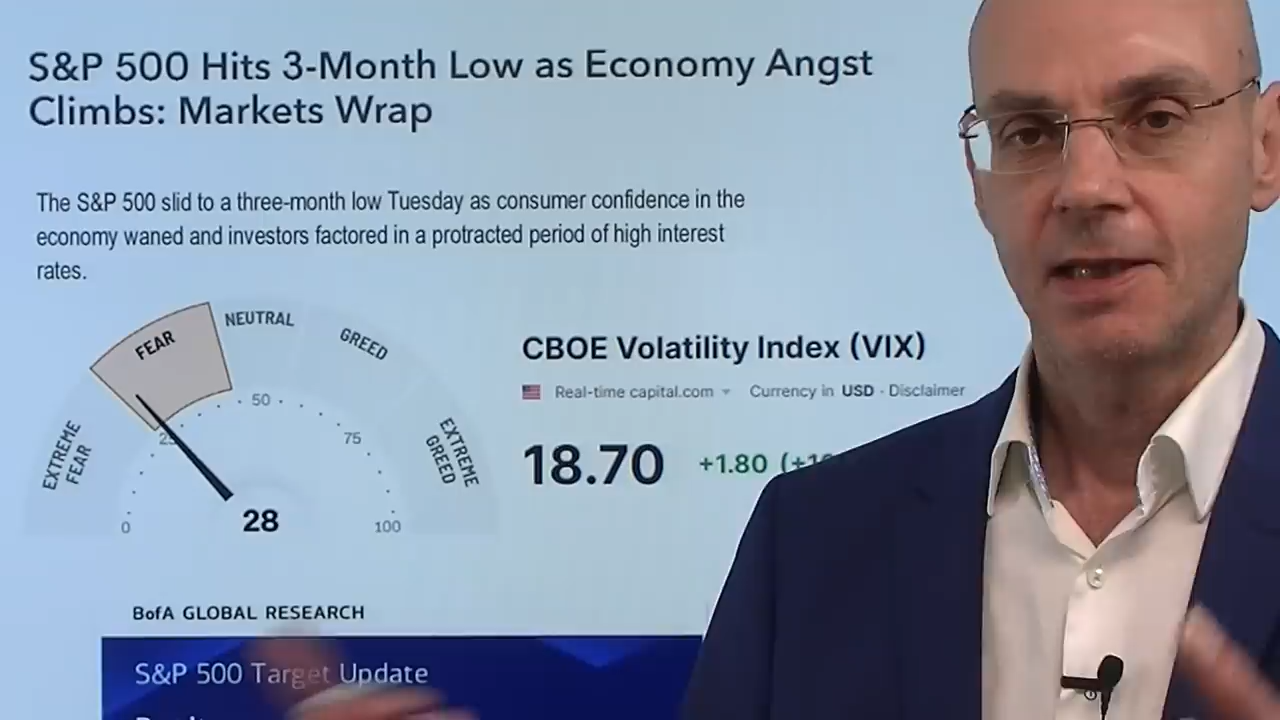 S&P 500 Hits 3-Month Low as Economy Angst
Climbs: Markets Wrap
The S&P 500 slid to a three-month low Tuesday as consumer confidence in the
economy waned and investors factored in a protracted period of high interest
rates.
EXTREME
FEAR
FEAR
NEUTRAL
GREED
EXTREME
GREED
0
25
50
75
100
28
CBOE Volatility Index (VIX)
Real-time capital.com Currency in USD · Disclaimer
18.70 +1.80
BofA GLOBAL RESEARCH
S&P 500 Target Update